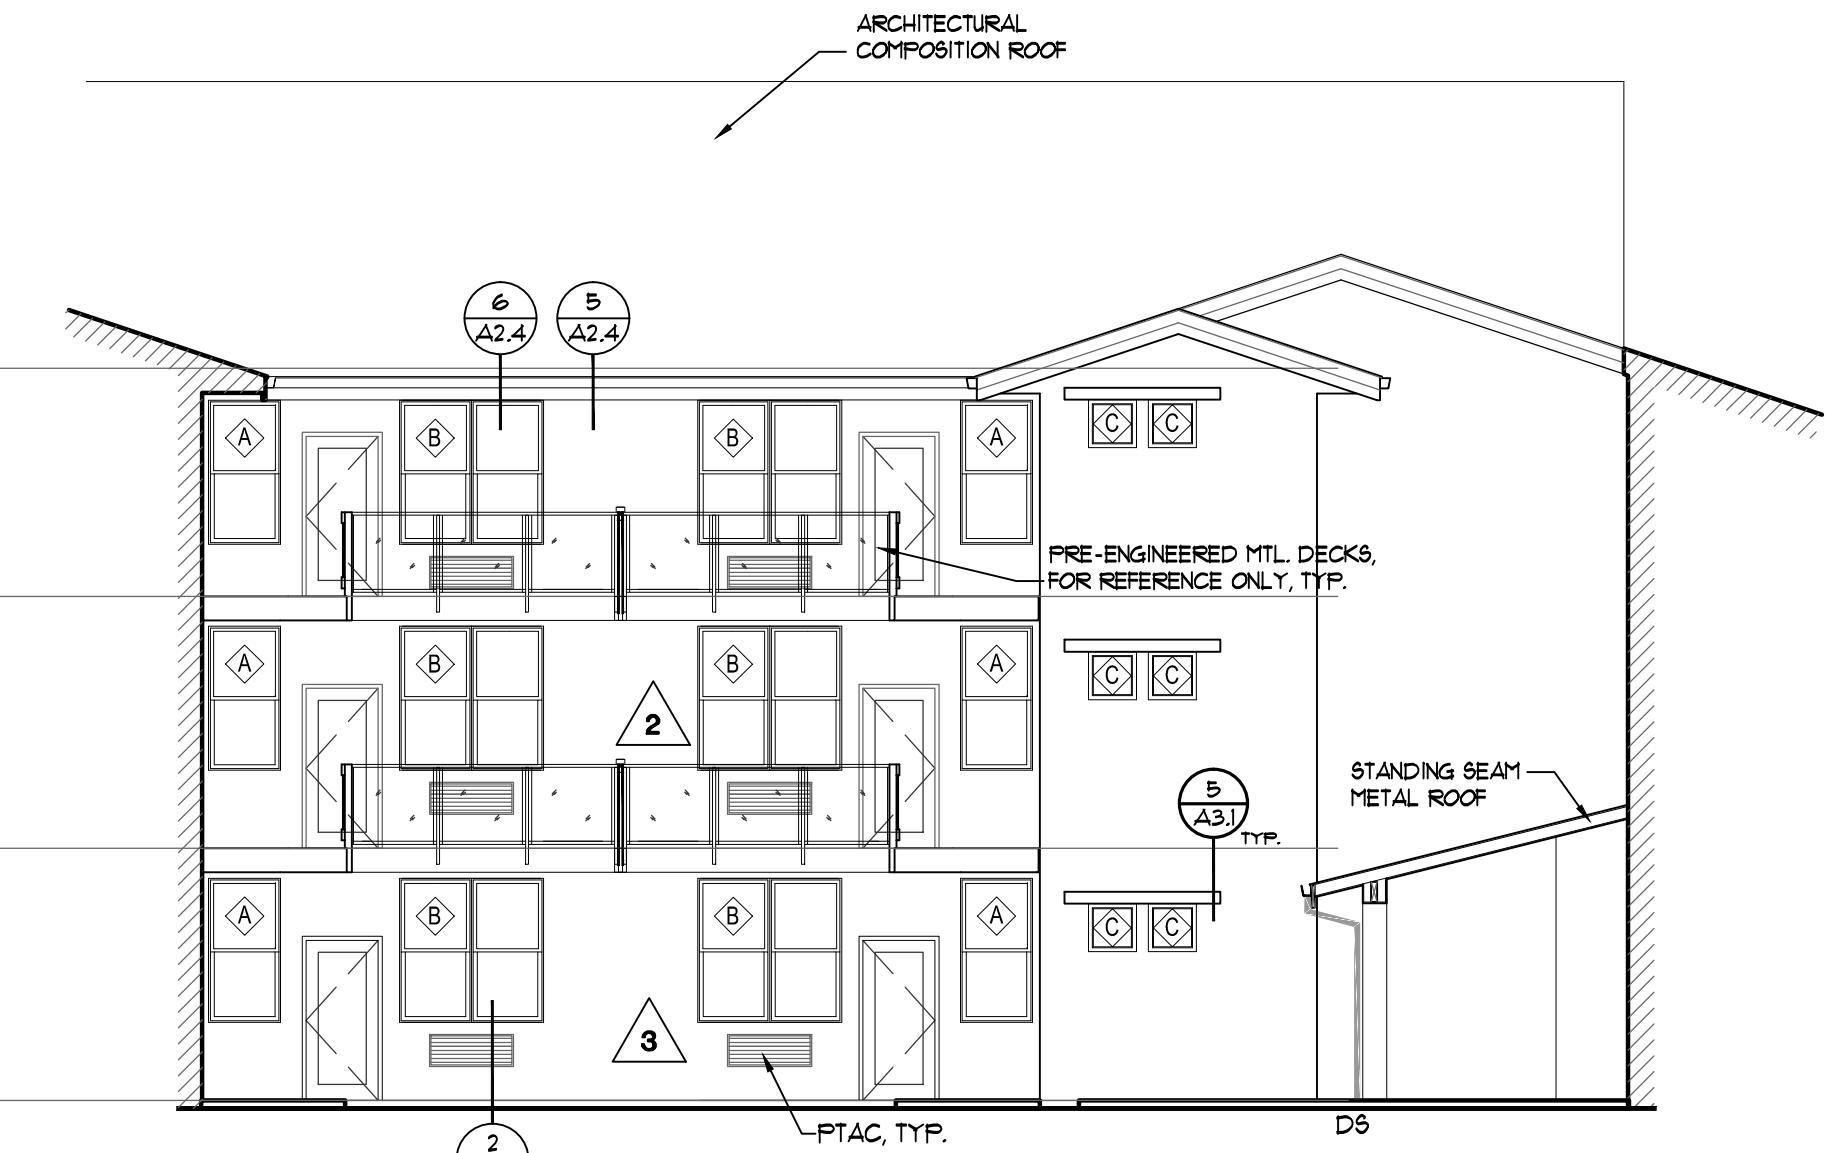 ARCHITECTURAL
COMPOSITION ROOF
6
A2.4
5
A2.4
A
B
B
A
C
C
PRE-ENGINEERED MTL. DECKS,
FOR REFERENCE ONLY, TYP.
A
B
B
A
C
C
2
STANDING SEAM
METAL ROOF
5
A3.1
TYP.
A
B
B
A
C
C
3
PTAC, TYP.
DS
2